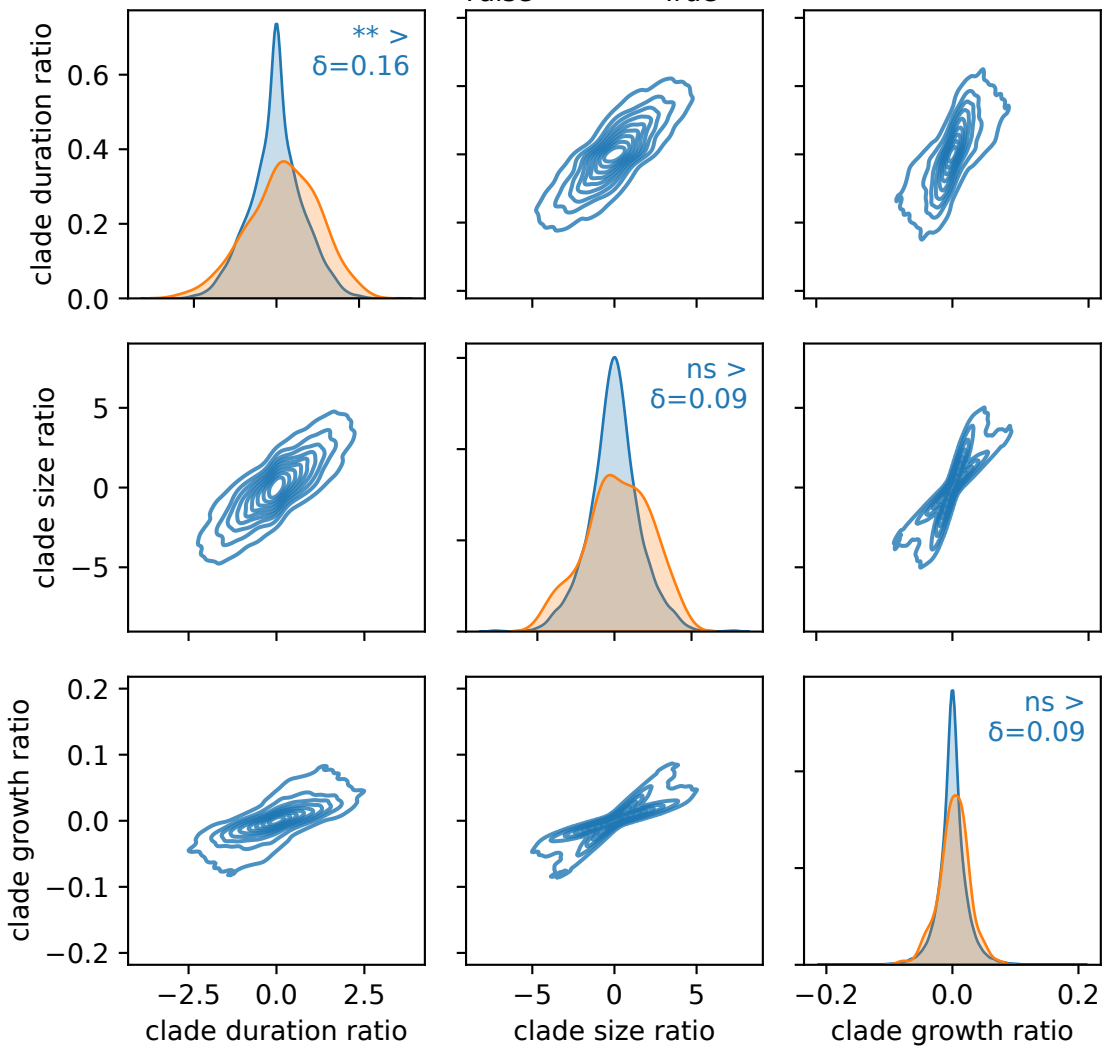 clade duration ratio
0.6
0.4
0.2
0.0
** >
δ=0.16
clade size ratio
5
0
−5
ns >
δ=0.09
clade growth ratio
0.2
0.1
0.0
−0.1
−0.2
ns >
δ=0.09
−2.5 0.0 2.5
−5 0 5
−0.2 0.0 0.2
clade duration ratio
clade size ratio
clade growth ratio